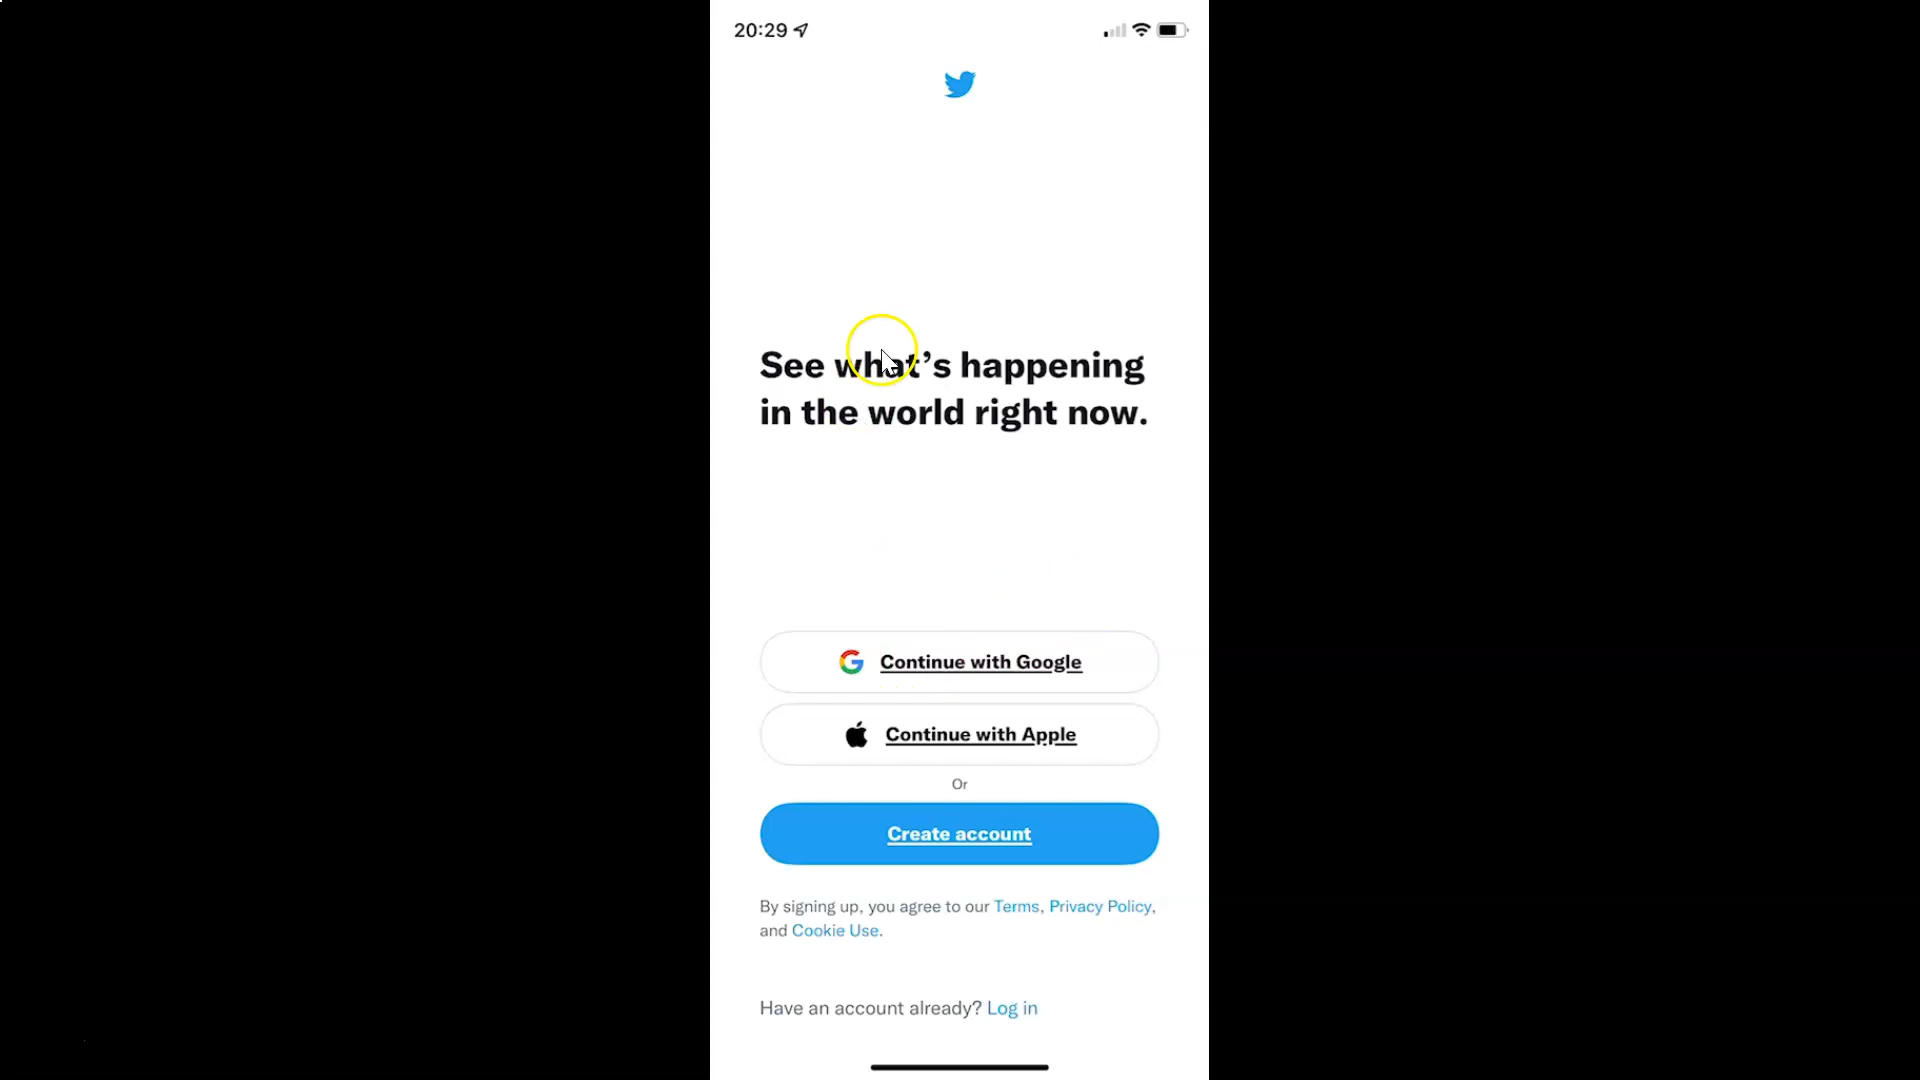 20:29
See what’s happening
in the world right now.
Continue with Google
Continue with Apple
Or
Create account
By signing up, you agree to our Terms, Privacy Policy,
and Cookie Use.
Have an account already? Log in